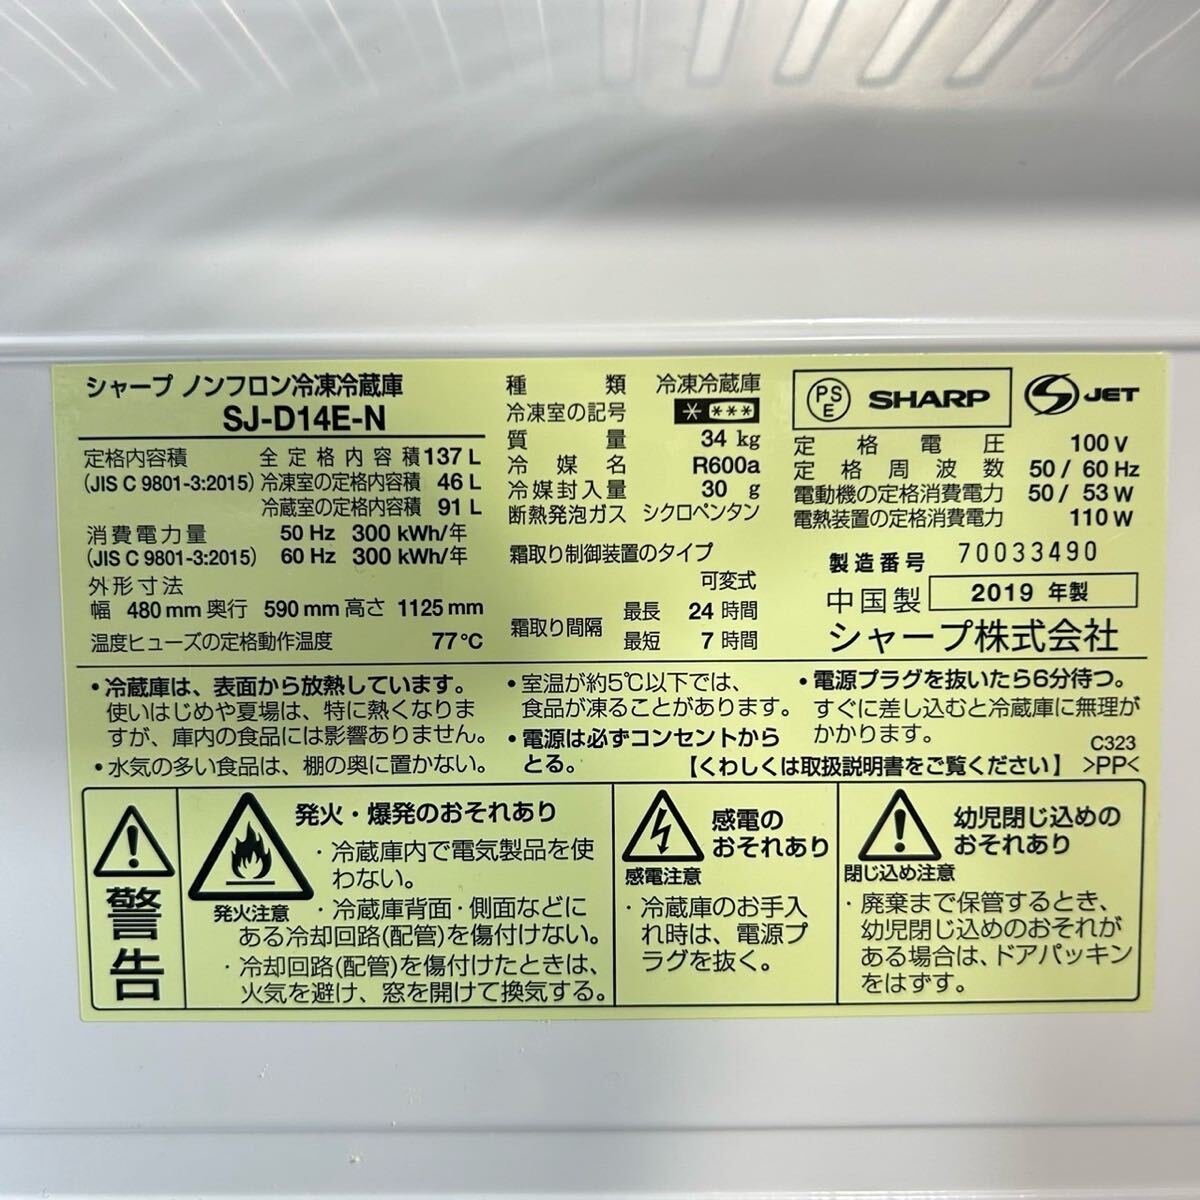 シャープ ノンフロン冷凍冷蔵庫
SJ-D14E-N
定格内容積 全定格内容積 137 L
(JIS C 9801-3:2015) 冷凍室の定格内容積 46 L
冷蔵室の定格内容積 91 L
消費電力量 50 Hz 300 kWh/年
(JIS C 9801-3:2015) 60 Hz 300 kWh/年
外形寸法
幅 480 mm 奥行 590 mm 高さ 1125 mm
温度ヒューズの定格動作温度 77℃
種類 冷凍冷蔵庫
冷凍室の記号 * ***
質量 34 kg
冷媒名 R600a
冷媒封入量 30 g
断熱発泡ガス シクロペンタン
霜取り制御装置のタイプ
可変式
霜取り間隔 最長 24 時間
最短 7 時間
PS
E
SHARP
S JET
定格電圧 100 V
定格周波数 50 / 60 Hz
電動機の定格消費電力 50 / 53 W
電熱装置の定格消費電力 110 W
製造番号 70033490
中国製 2019 年製
シャープ株式会社
・冷蔵庫は、表面から放熱しています。
使いはじめや夏場は、特に熱くなりま
すが、庫内の食品には影響ありません。
・水気の多い食品は、棚の奥に置かない。
・室温が約5℃以下では、
食品が凍ることがあります。
・電源は必ずコンセントから
とる。
・電源プラグを抜いたら6分待つ。
すぐに差し込むと冷蔵庫に無理が
かかります。
C323
【くわしくは取扱説明書をご覧ください】 >PP<
警告
発火・爆発のおそれあり
発火注意
・冷蔵庫内で電気製品を使
わない。
・冷蔵庫背面・側面などに
ある冷却回路(配管)を傷付けない。
・冷却回路(配管)を傷付けたときは、
火気を避け、窓を開けて換気する。
感電の
おそれあり
感電注意
・冷蔵庫のお手入
れ時は、電源プ
ラグを抜く。
幼児閉じ込めの
おそれあり
閉じ込め注意
・廃棄まで保管するとき、
幼児閉じ込めのおそれが
ある場合は、ドアパッキン
をはずす。